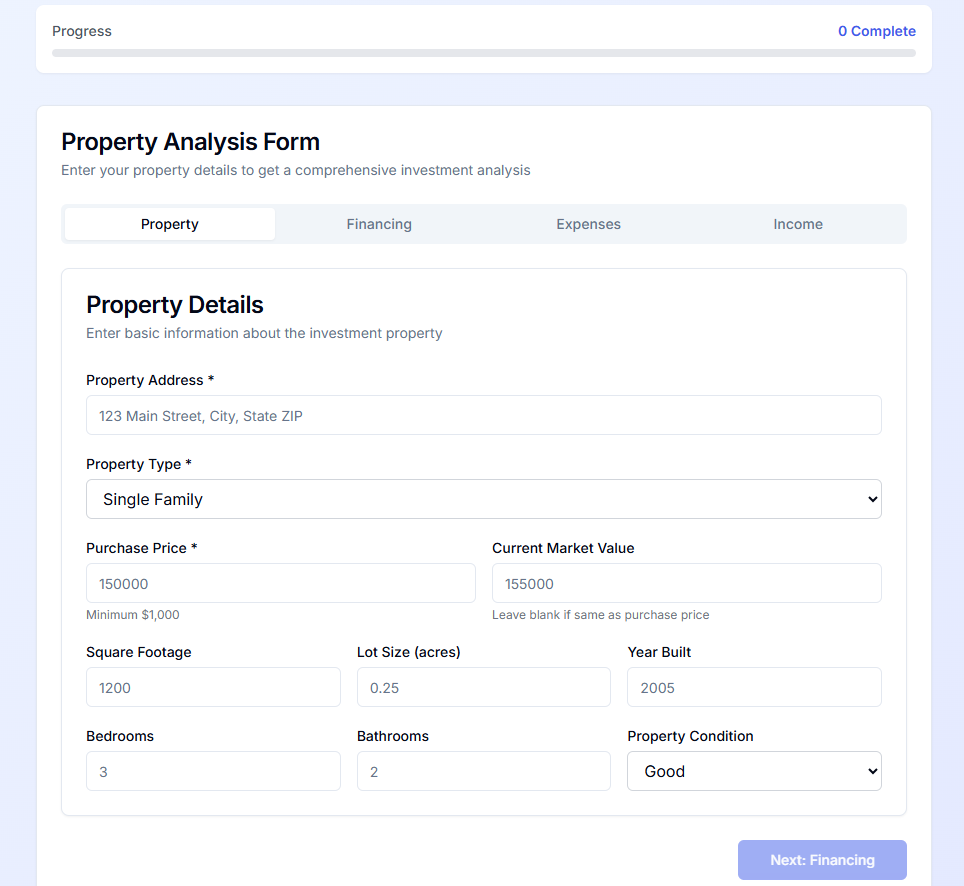 Progress 0 Complete
Property Analysis Form
Enter your property details to get a comprehensive investment analysis
Property Financing Expenses Income
Property Details
Enter basic information about the investment property
Property Address *
123 Main Street, City, State ZIP
Property Type *
Single Family
Purchase Price * Current Market Value
150000 155000
Minimum $1,000 Leave blank if same as purchase price
Square Footage Lot Size (acres) Year Built
1200 0.25 2005
Bedrooms Bathrooms Property Condition
3 2 Good
Next: Financing